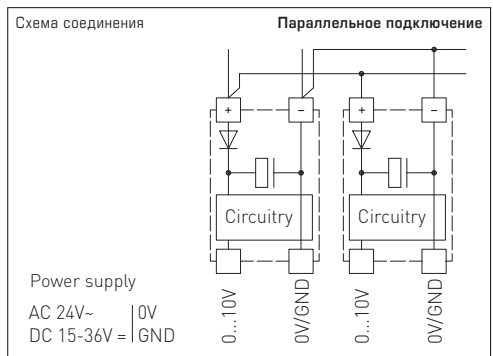 Схема соединения
Параллельное подключение
+ − + −
Circuitry Circuitry
Power supply
AC 24V~ | 0V
DC 15-36V = | GND
0...10V
0V/GND
0...10V
0V/GND